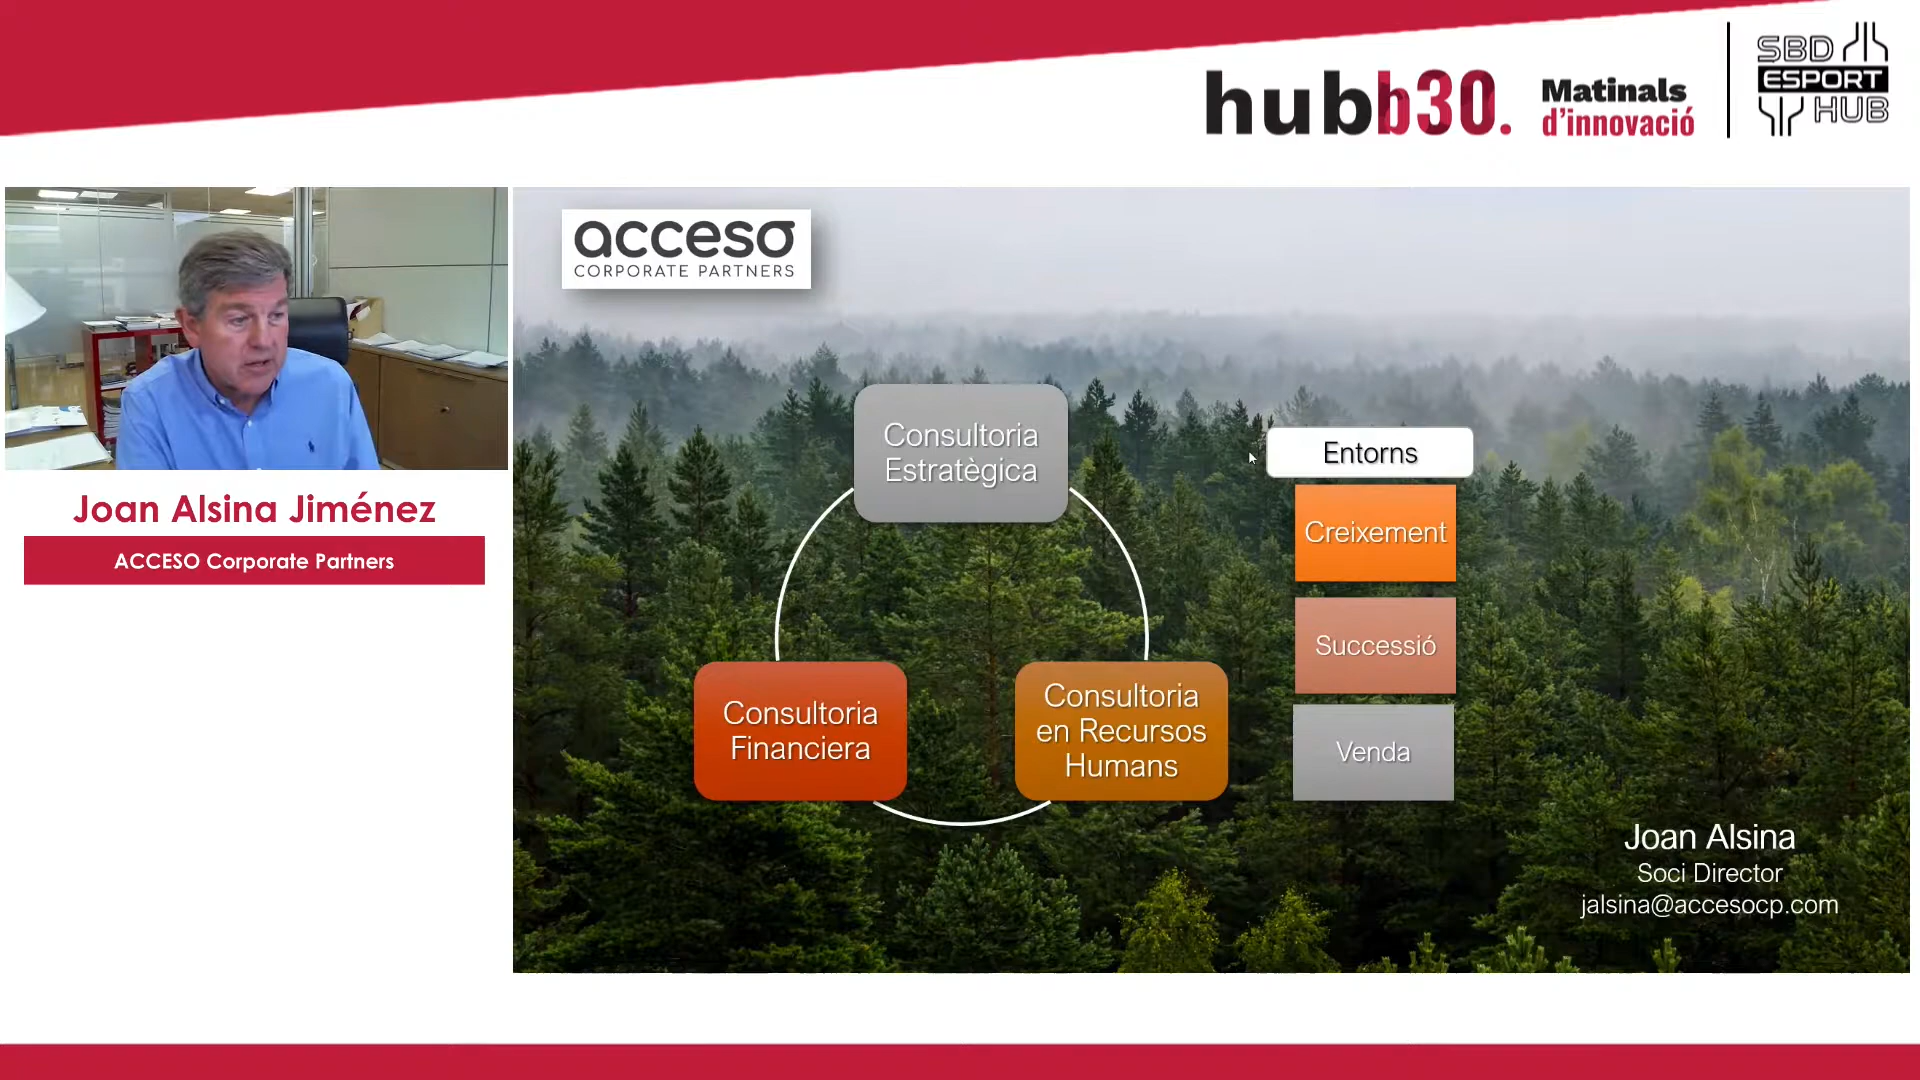 hubb30.
Matinals
d'innovació
SBD
ESPORT
HUB
acceso
CORPORATE PARTNERS
Joan Alsina Jiménez
ACCESO Corporate Partners
Consultoria
Estratègica
Consultoria
Financiera
Consultoria
en Recursos
Humans
Entorns
Creixement
Successió
Venda
Joan Alsina
Soci Director
jalsina@accesocp.com